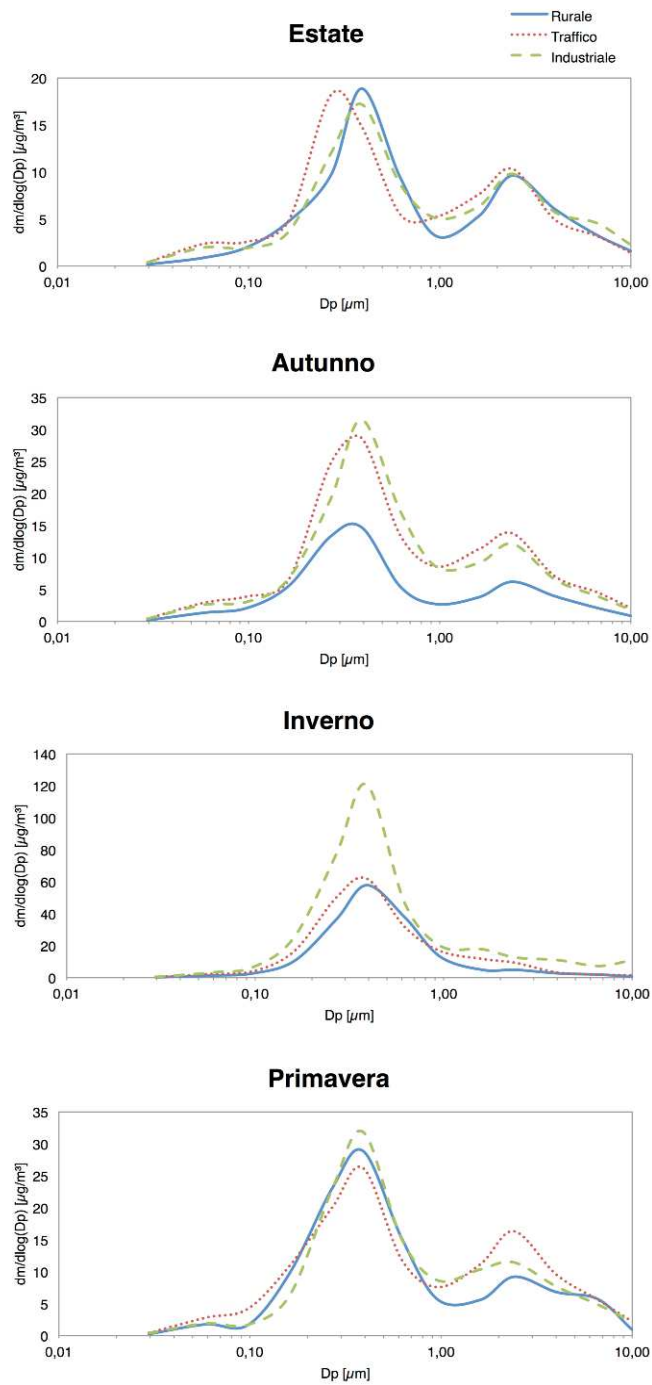 Estate
Rurale
Traffico
Industriale
dm/dlog(Dp) [µg/m³]
20
15
10
5
0
0,01 0,10 1,00 10,00
Dp [µm]
Autunno
dm/dlog(Dp) [µg/m³]
35
30
25
20
15
10
5
0
0,01 0,10 1,00 10,00
Dp [µm]
Inverno
dm/dlog(Dp) [µg/m³]
140
120
100
80
60
40
20
0
0,01 0,10 1,00 10,00
Dp [µm]
Primavera
dm/dlog(Dp) [µg/m³]
35
30
25
20
15
10
5
0
0,01 0,10 1,00 10,00
Dp [µm]